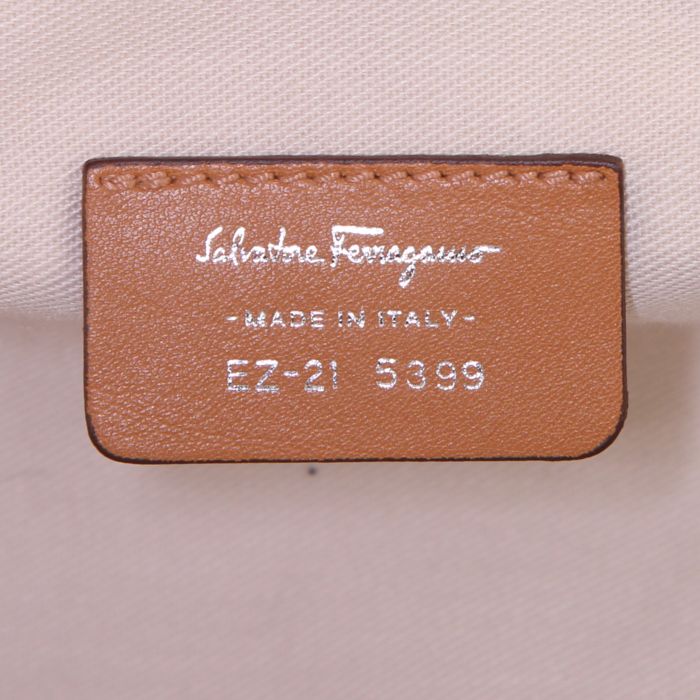 Salvatore Ferragamo
-MADE IN ITALY-
EZ-21 5399